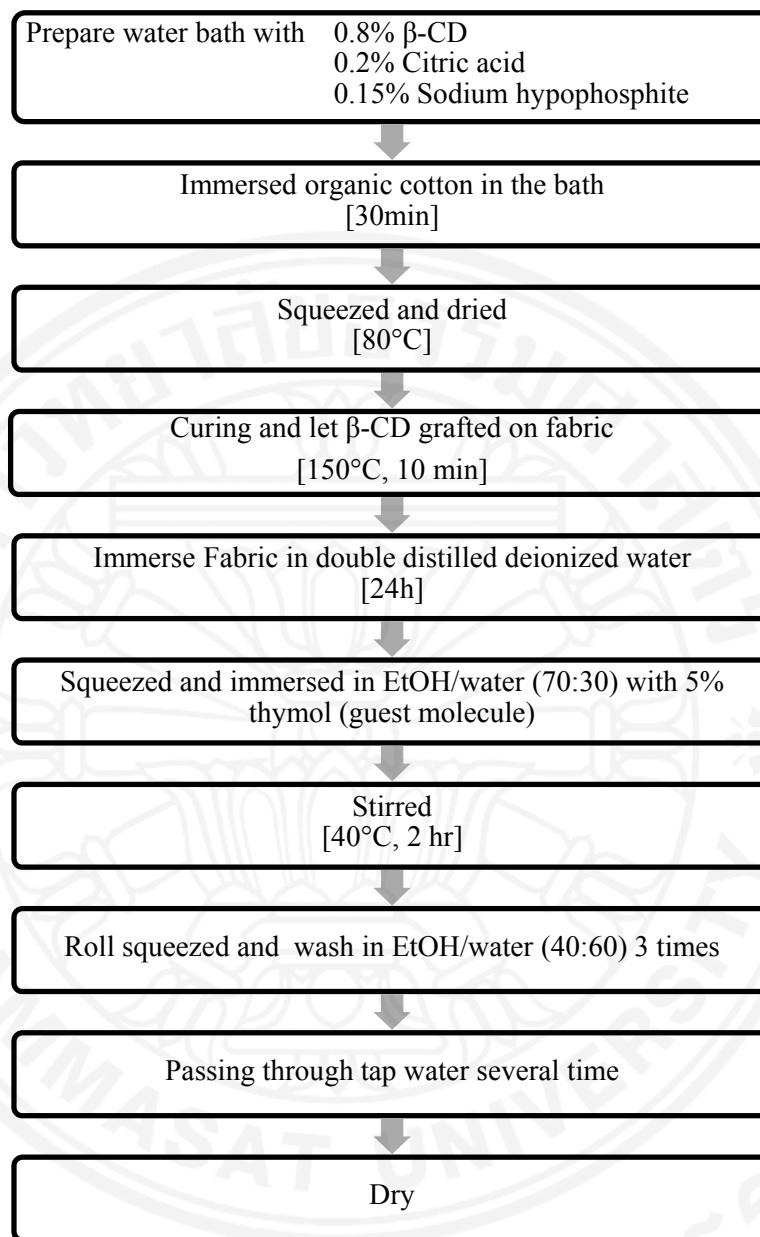 Prepare water bath with 0.8% β-CD
0.2% Citric acid
0.15% Sodium hypophosphite
Immersed organic cotton in the bath
[30min]
Squeezed and dried
[80°C]
Curing and let β-CD grafted on fabric
[150°C, 10 min]
Immerse Fabric in double distilled deionized water
[24h]
Squeezed and immersed in EtOH/water (70:30) with 5%
thymol (guest molecule)
Stirred
[40°C, 2 hr]
Roll squeezed and wash in EtOH/water (40:60) 3 times
Passing through tap water several time
Dry